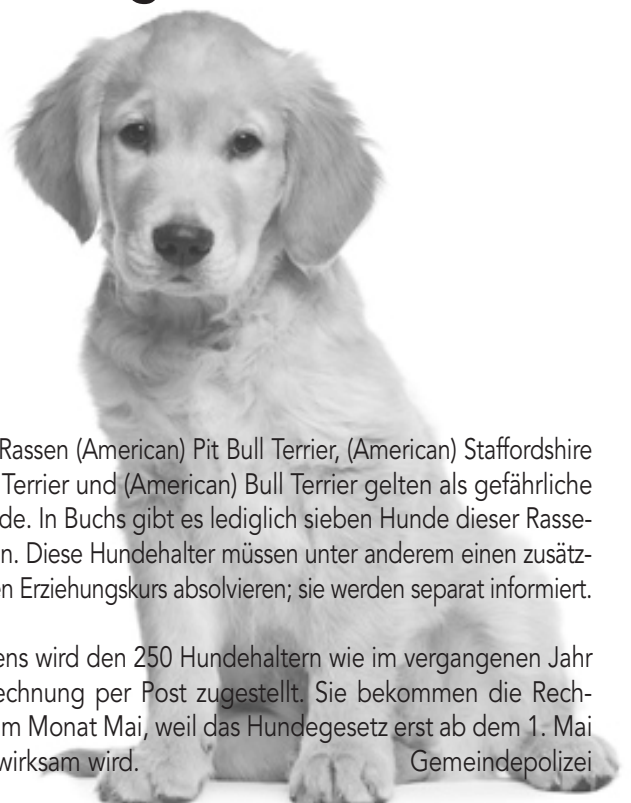 Rassen (American) Pit Bull Terrier, (American) Staffordshire
Terrier und (American) Bull Terrier gelten als gefährliche
de. In Buchs gibt es lediglich sieben Hunde dieser Rasse-
n. Diese Hundehalter müssen unter anderem einen zusätz-
en Erziehungskurs absolvieren; sie werden separat informiert.
ens wird den 250 Hundehaltern wie im vergangenen Jahr
echnung per Post zugestellt. Sie bekommen die Rech-
m Monat Mai, weil das Hundegesetz erst ab dem 1. Mai
wirksam wird. Gemeindepolizei